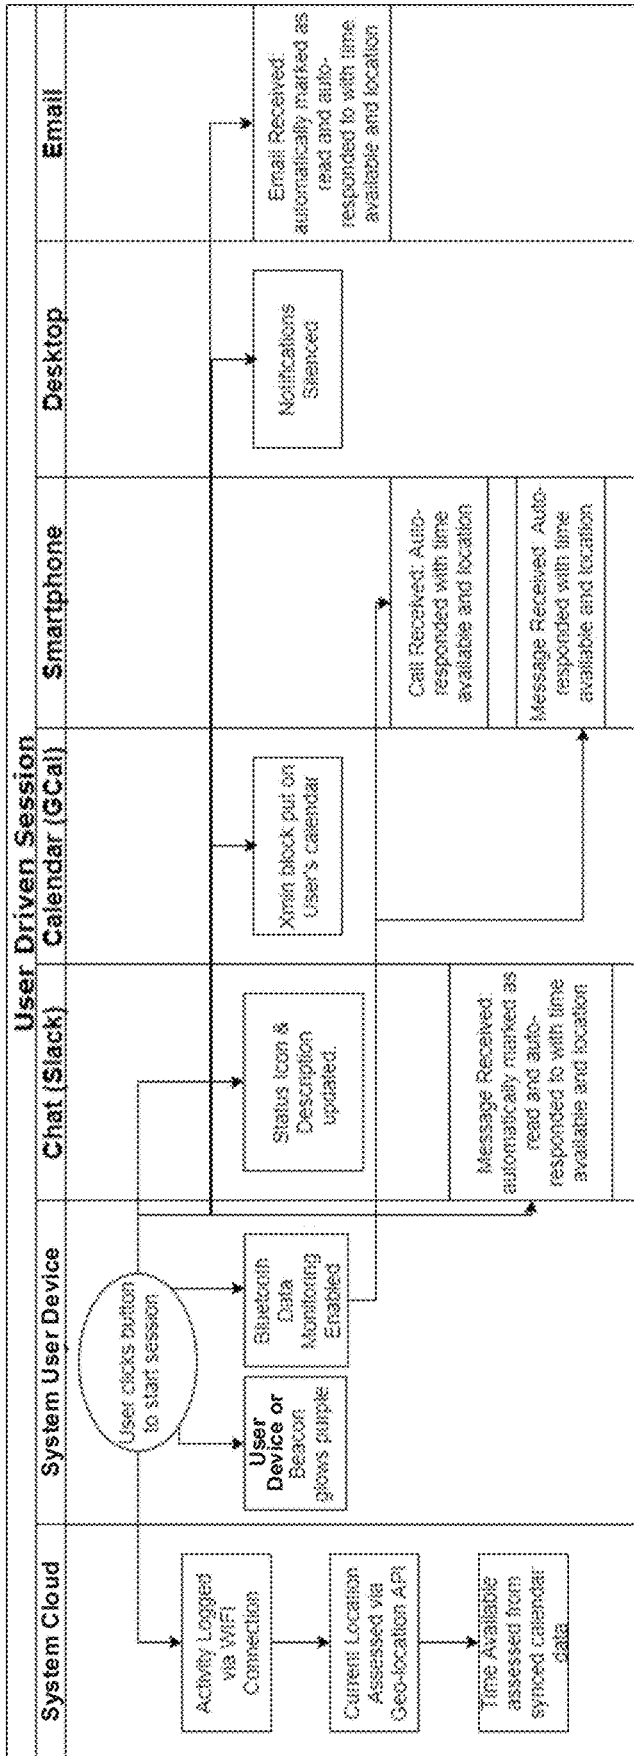 User Driven Session
System Cloud
System User Device
Chat (Slack)
Calendar (GCal)
Smartphone
Desktop
Email
User clicks button
to start session
Activity Logged
via WiFi
Connection
Current Location
Assessed via
Geo-location API
Time Available
assessed from
synced calendar
data
User
Device or
Beacon
glows purple
Bluetooth
Data
Monitoring
Enabled
Status Icon &
Description
updated.
Message Received:
automatically marked as
read and auto-
responded to with time
available and location
Xmin block put on
User's calendar
Call Received: Auto-
responded with time
available and location
Message Received: Auto-
responded with time
available and location
Notifications
Silenced
Email Received:
automatically marked as
read and auto-
responded to with time
available and location